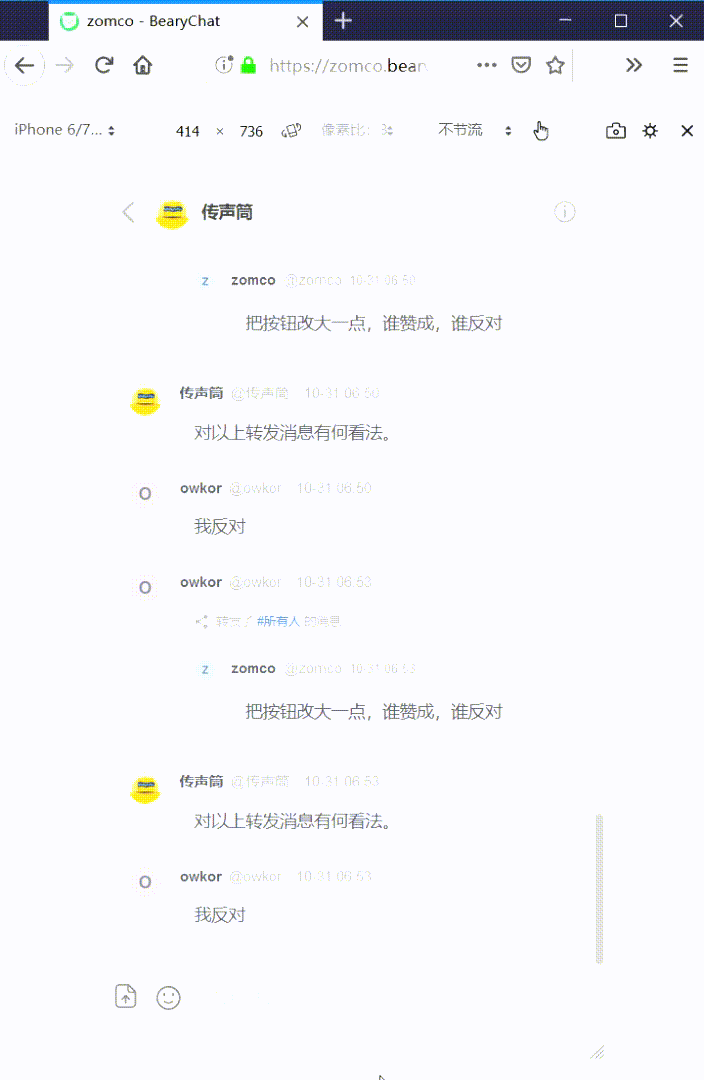 zomco - BearyChat
https://zomco.bear
iPhone 6/7... 414 × 736 像素比: 3 不节流
传声筒
z zomco @zomco 10-31 06:50
把按钮改大一点，谁赞成，谁反对
传声筒 @传声筒 10-31 06:50
对以上转发消息有何看法。
O owkor @owkor 10-31 06:50
我反对
O owkor @owkor 10-31 06:53
转发了 #所有人 的消息
z zomco @zomco 10-31 06:53
把按钮改大一点，谁赞成，谁反对
传声筒 @传声筒 10-31 06:53
对以上转发消息有何看法。
O owkor @owkor 10-31 06:53
我反对